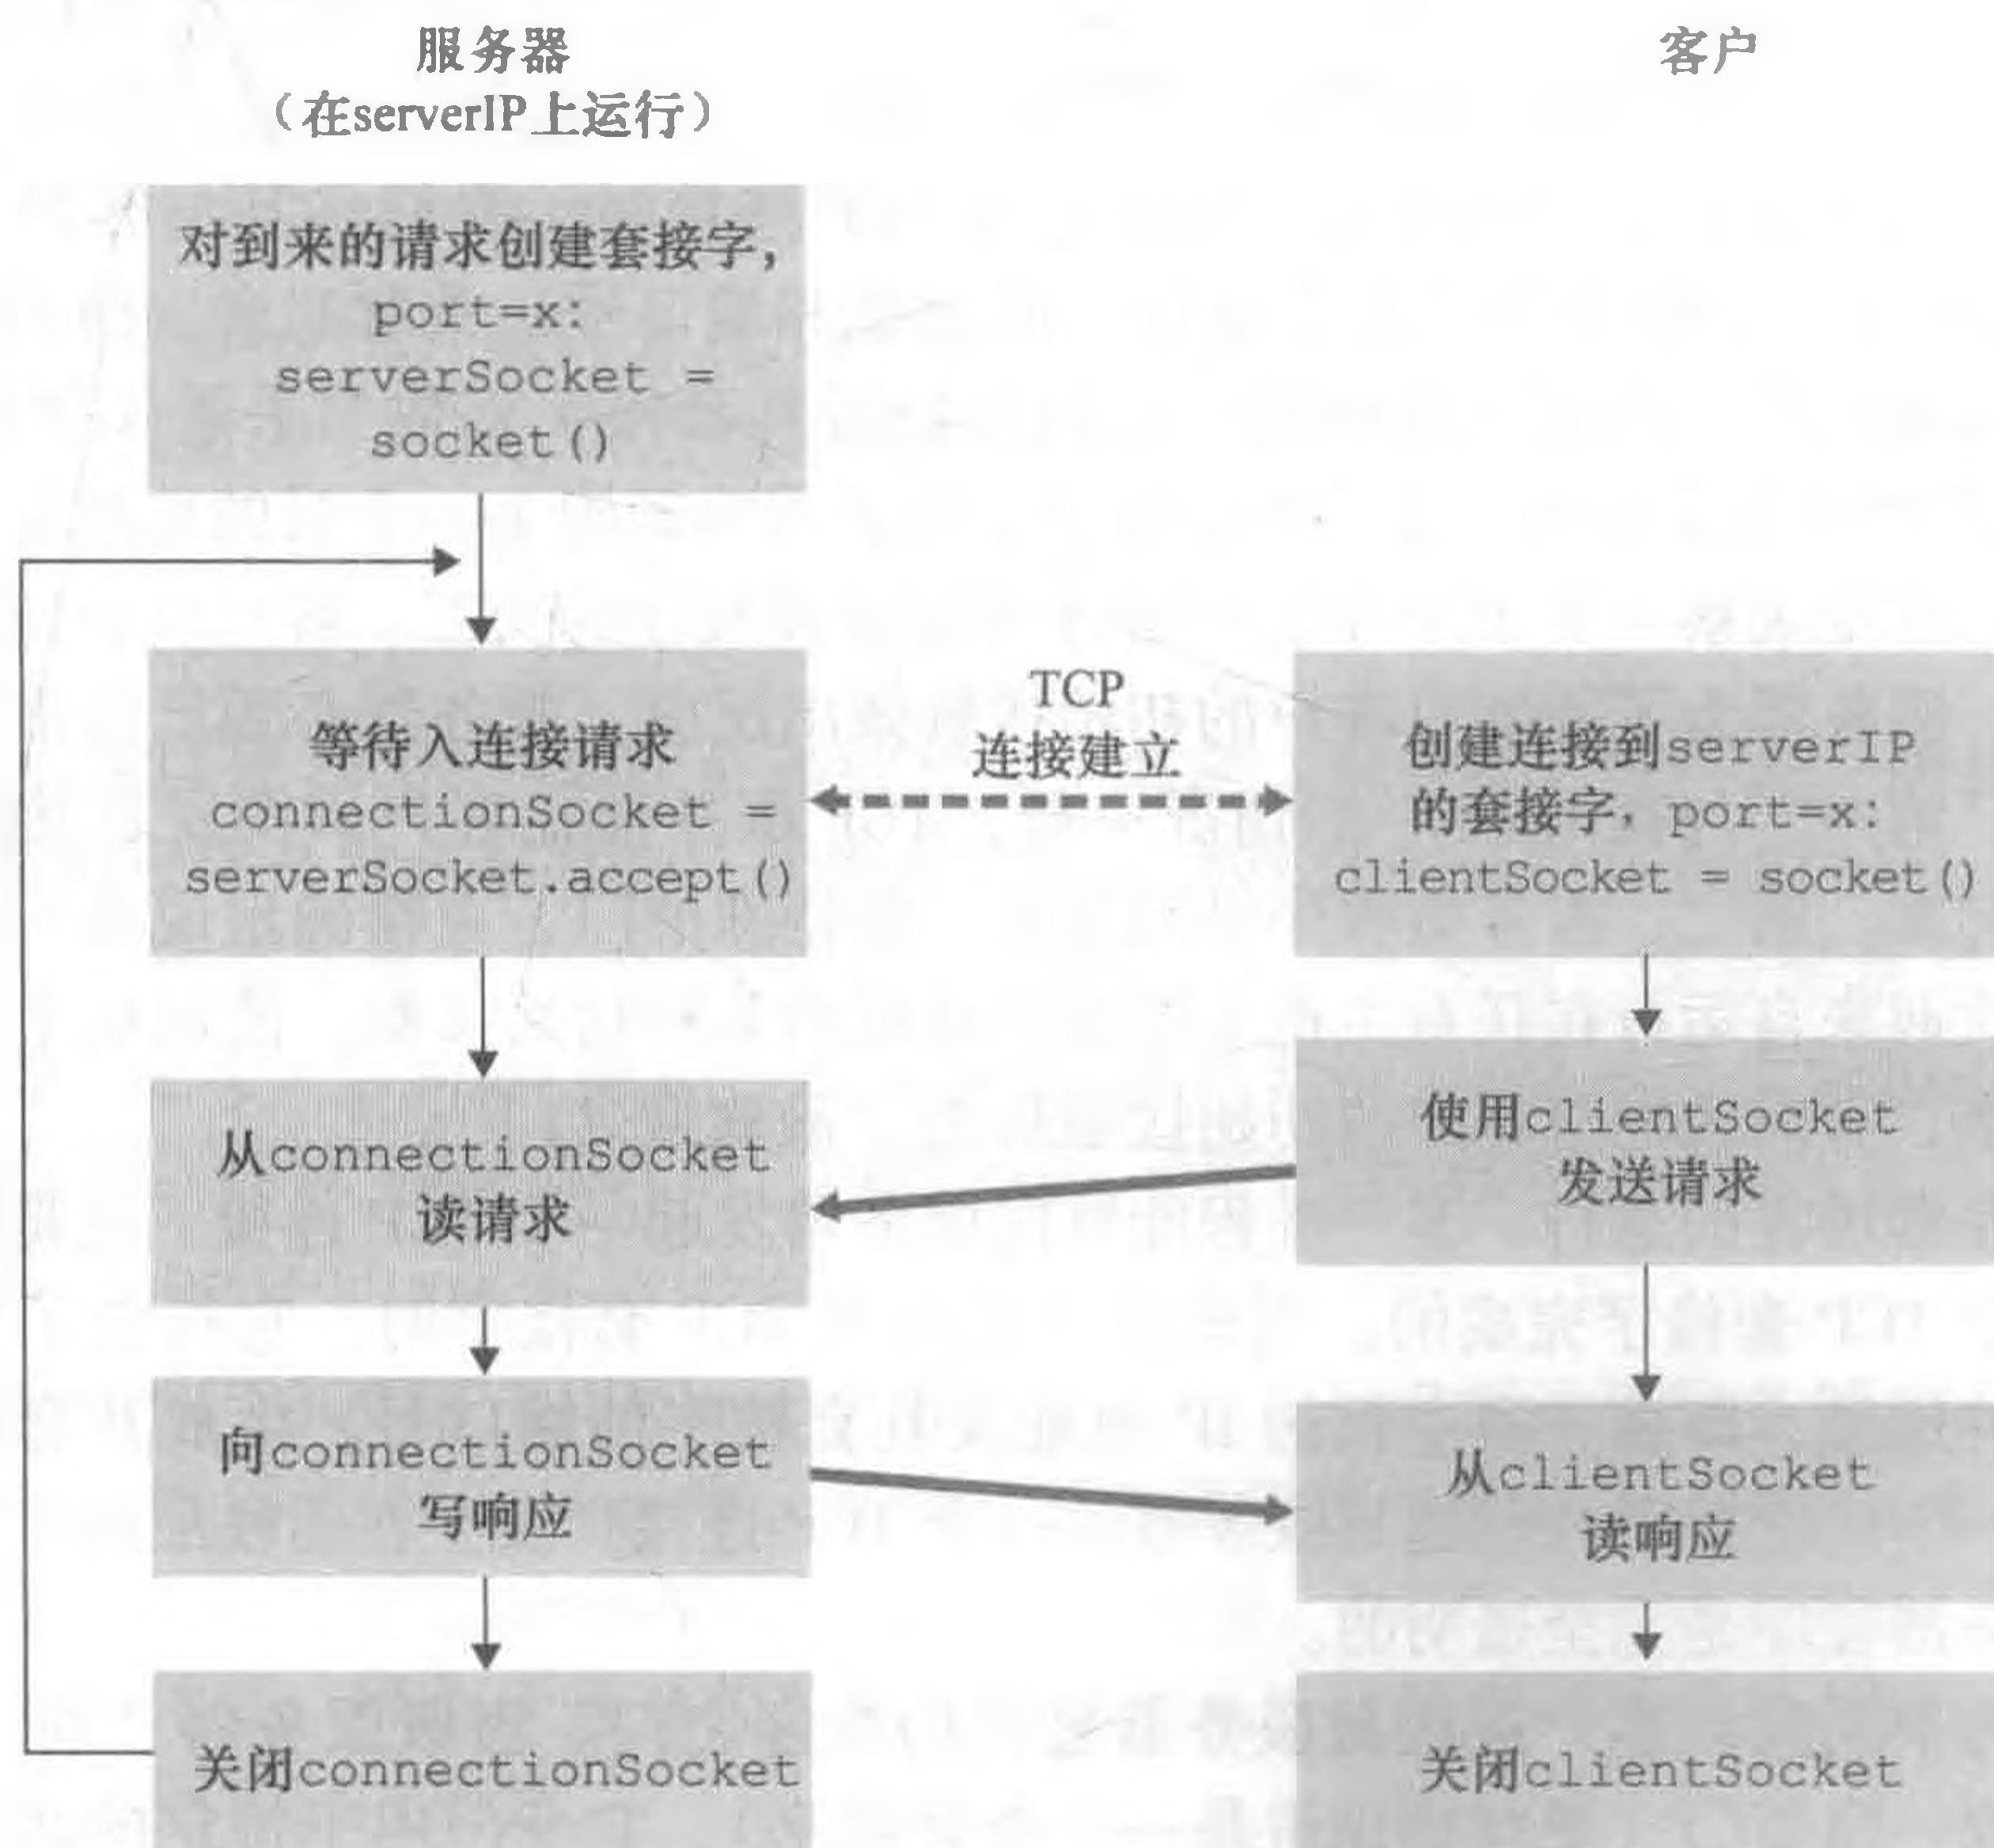 服务器
（在serverIP上运行）
客户
对到来的请求创建套接字，
port=x:
serverSocket =
socket()
等待入连接请求
connectionSocket =
serverSocket.accept()
TCP
连接建立
创建连接到serverIP
的套接字，port=x:
clientSocket = socket()
从connectionSocket
读请求
使用clientSocket
发送请求
向connectionSocket
写响应
从clientSocket
读响应
关闭connectionSocket
关闭clientSocket